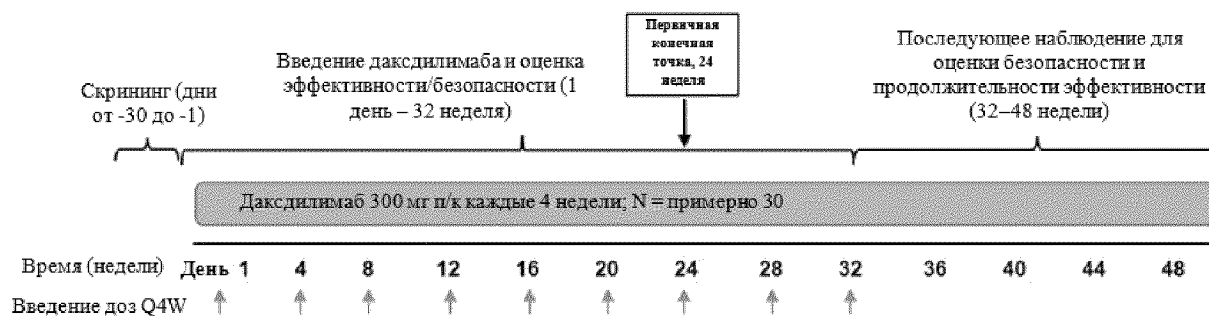 Первичная
конечная
точка, 24
неделя
Скрининг (дни
от -30 до -1)
Введение даксдилимаба и оценка
эффективности/безопасности (1
день – 32 неделя)
Последующее наблюдение для
оценки безопасности и
продолжительности эффективности
(32–48 недели)
Даксдилимаб 300 мг п/к каждые 4 недели; N = примерно 30
Время (недели) День 1 4 8 12 16 20 24 28 32 36 40 44 48
Введение доз Q4W